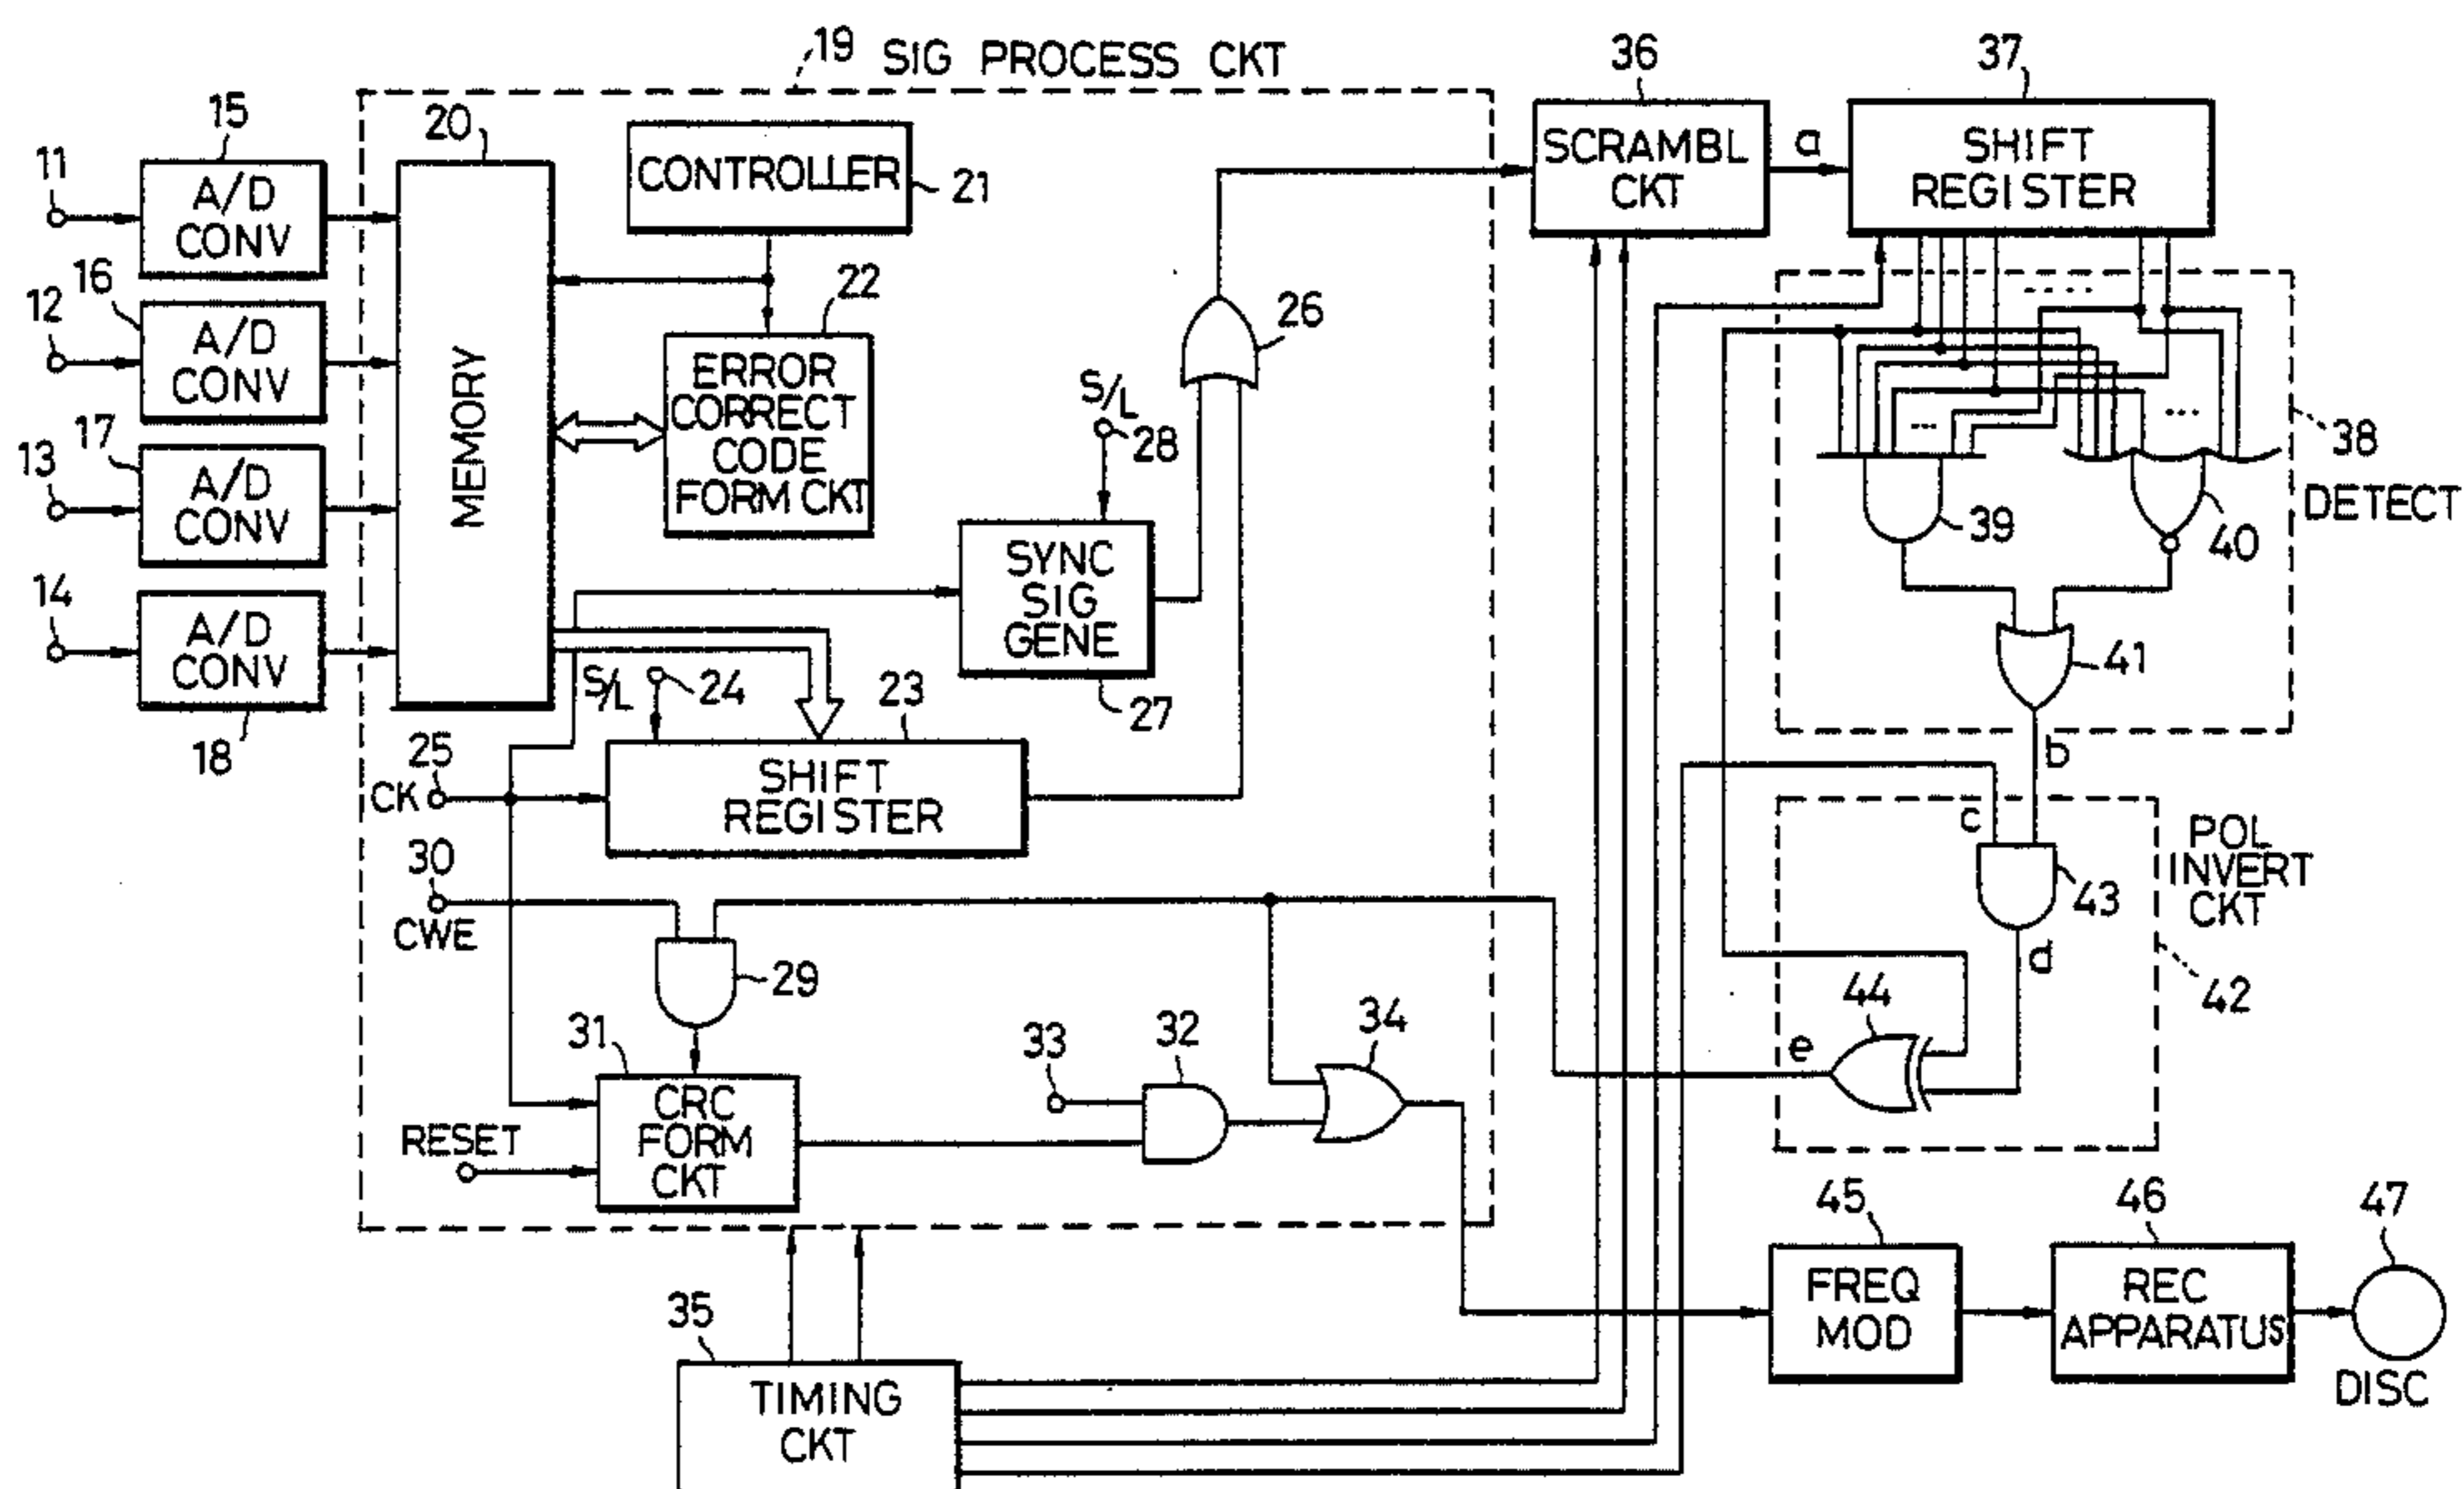 19 SIG PROCESS CKT
36
37
15
20
11
A/D
CONV
CONTROLLER
21
SCRAMBL
CKT
a
SHIFT
REGISTER
16
12
A/D
CONV
22
ERROR
CORRECT
CODE
FORM CKT
26
MEMORY
S/L
28
17
13
A/D
CONV
38
DETECT
39
40
14
A/D
CONV
18
SYNC
SIG
GENE
27
41
S/L
24
23
25
CK
SHIFT
REGISTER
b
c
POL
INVERT
CKT
43
30
CWE
29
d
42
44
e
31
CRC
FORM
CKT
RESET
33
32
34
45
FREQ
MOD
46
REC
APPARATUS
47
DISC
35
TIMING
CKT